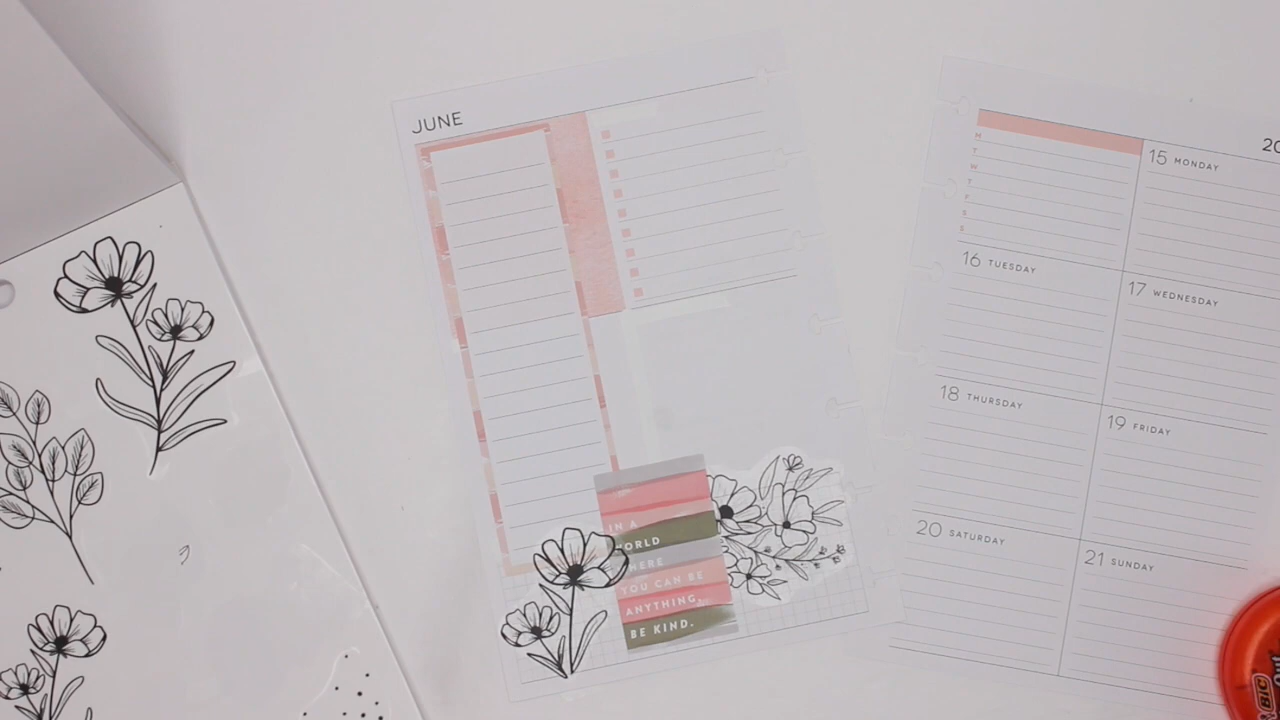 JUNE
20
M
T
W
T
F
S
S
15 MONDAY
16 TUESDAY
17 WEDNESDAY
18 THURSDAY
19 FRIDAY
20 SATURDAY
21 SUNDAY
IN A
WORLD
WHERE
YOU CAN BE
ANYTHING,
BE KIND.
BIC